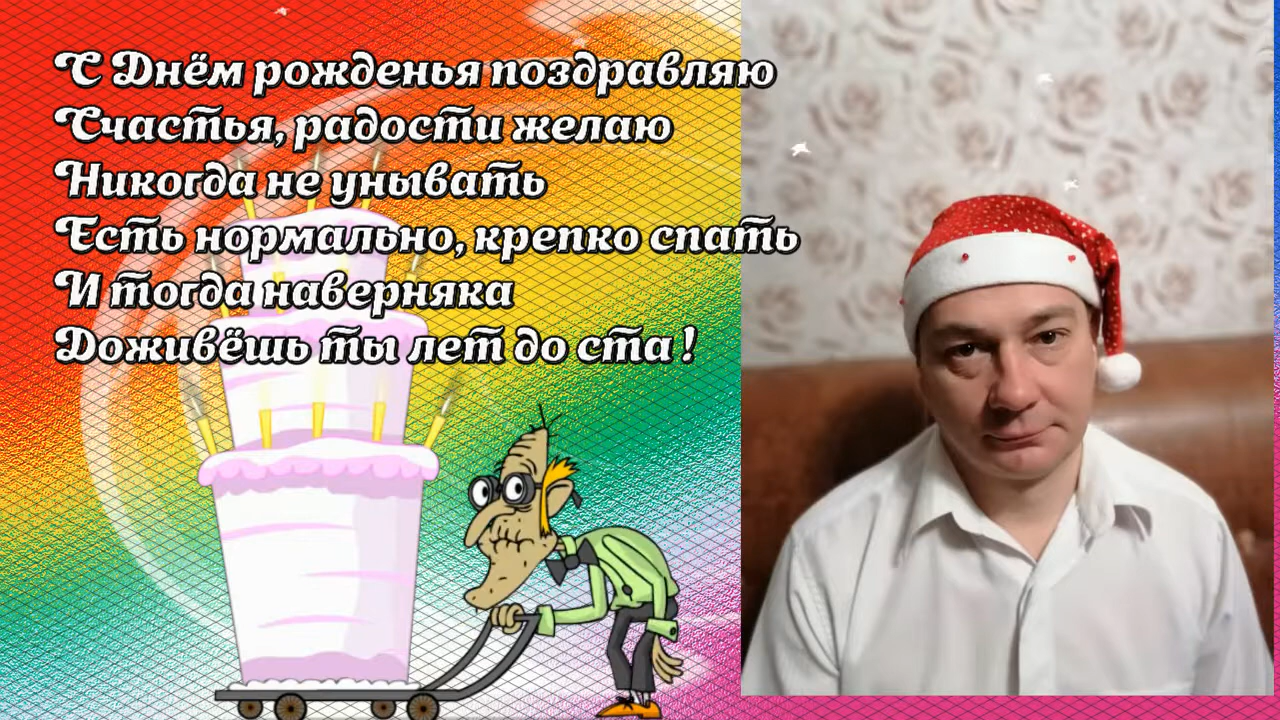 С Днём рожденья поздравляю
Счастья, радости желаю
Никогда не унывать
Есть нормально, крепко спать
И тогда наверняка
Доживёшь ты лет до ста !